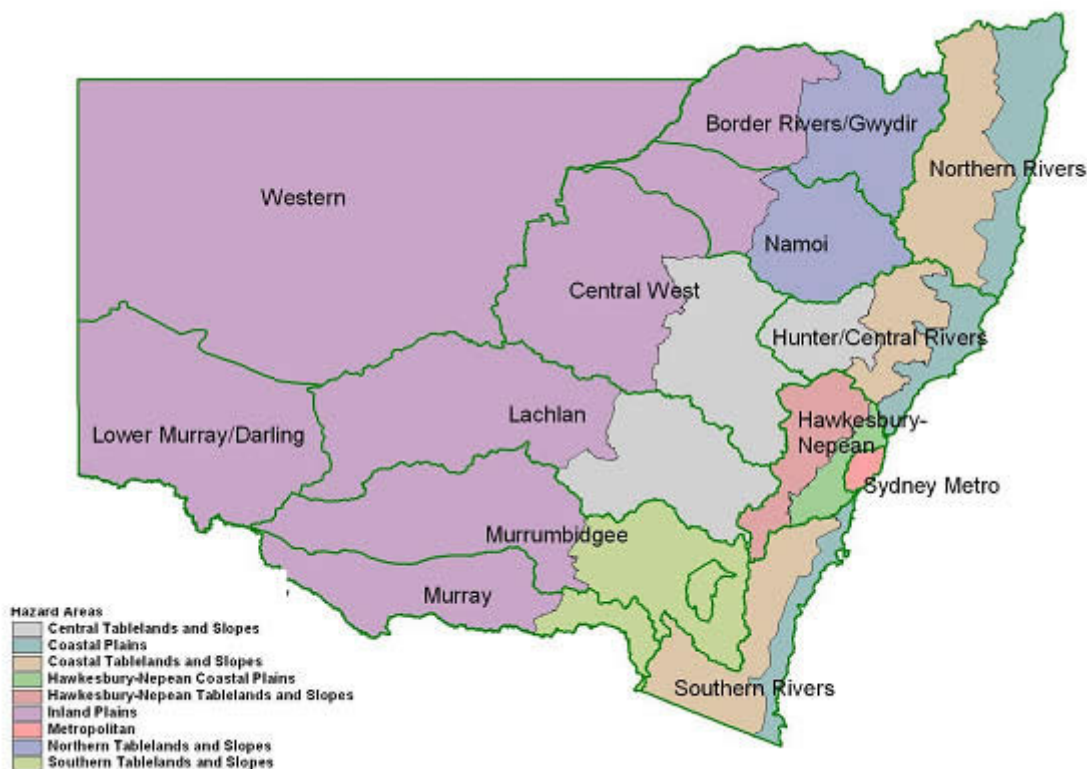 Border Rivers/Gwydir
Northern Rivers
Western
Namoi
Central West
Hunter/Central Rivers
Lachlan
Hawkesbury-
Nepean
Lower Murray/Darling
Sydney Metro
Murrumbidgee
Murray
Southern Rivers
Hazard Areas
Central Tablelands and Slopes
Coastal Plains
Coastal Tablelands and Slopes
Hawkesbury-Nepean Coastal Plains
Hawkesbury-Nepean Tablelands and Slopes
Inland Plains
Metropolitan
Northern Tablelands and Slopes
Southern Tablelands and Slopes